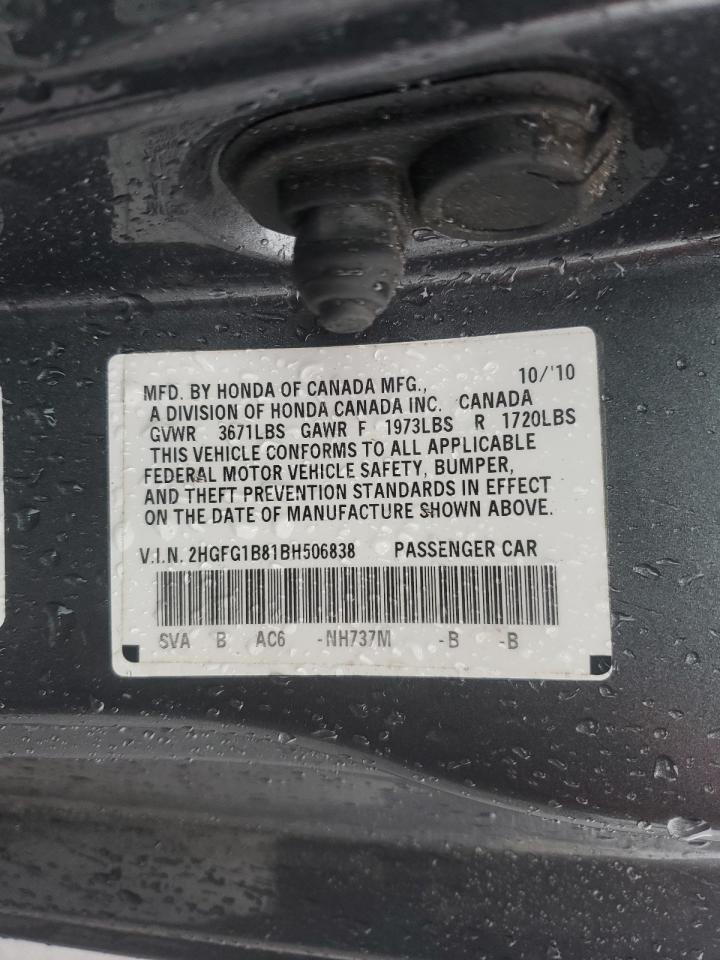 MFD. BY HONDA OF CANADA MFG., 10/'10
A DIVISION OF HONDA CANADA INC. CANADA
GVWR 3671LBS GAWR F 1973LBS R 1720LBS
THIS VEHICLE CONFORMS TO ALL APPLICABLE
FEDERAL MOTOR VEHICLE SAFETY, BUMPER,
AND THEFT PREVENTION STANDARDS IN EFFECT
ON THE DATE OF MANUFACTURE SHOWN ABOVE.
V.I.N. 2HGFG1B81BH506838 PASSENGER CAR
SVA B AC6 -NH737M -B -B